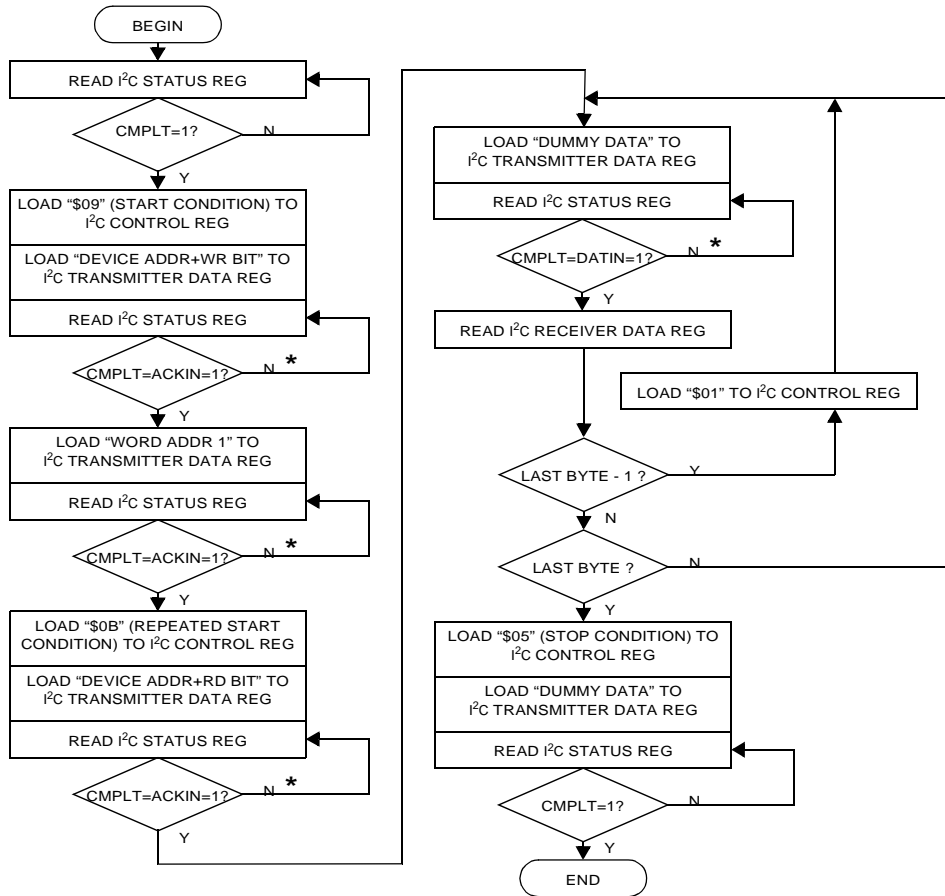 BEGIN
READ I²C STATUS REG
CMPLT=1?
N
Y
LOAD “$09” (START CONDITION) TO
I²C CONTROL REG
LOAD “DEVICE ADDR+WR BIT” TO
I²C TRANSMITTER DATA REG
READ I²C STATUS REG
CMPLT=ACKIN=1?
N *
Y
LOAD “WORD ADDR 1” TO
I²C TRANSMITTER DATA REG
READ I²C STATUS REG
CMPLT=ACKIN=1?
N *
Y
LOAD “$0B” (REPEATED START
CONDITION) TO I²C CONTROL REG
LOAD “DEVICE ADDR+RD BIT” TO
I²C TRANSMITTER DATA REG
READ I²C STATUS REG
CMPLT=ACKIN=1?
N *
Y
LOAD “DUMMY DATA” TO
I²C TRANSMITTER DATA REG
READ I²C STATUS REG
CMPLT=DATIN=1?
N *
Y
READ I²C RECEIVER DATA REG
LOAD “$01” TO I²C CONTROL REG
LAST BYTE - 1 ?
Y
N
LAST BYTE ?
N
Y
LOAD “$05” (STOP CONDITION) TO
I²C CONTROL REG
LOAD “DUMMY DATA” TO
I²C TRANSMITTER DATA REG
READ I²C STATUS REG
CMPLT=1?
N
Y
END